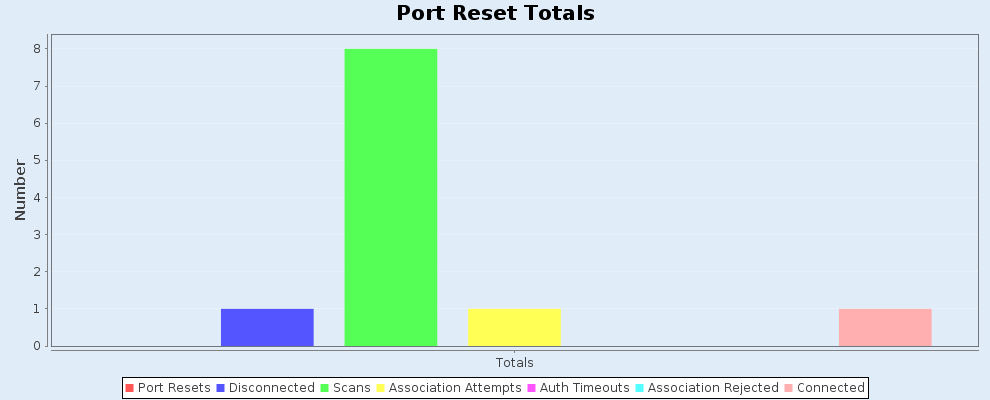 Port Reset Totals
Number
8
7
6
5
4
3
2
1
0
Totals
Port Resets Disconnected Scans Association Attempts Auth Timeouts Association Rejected Connected